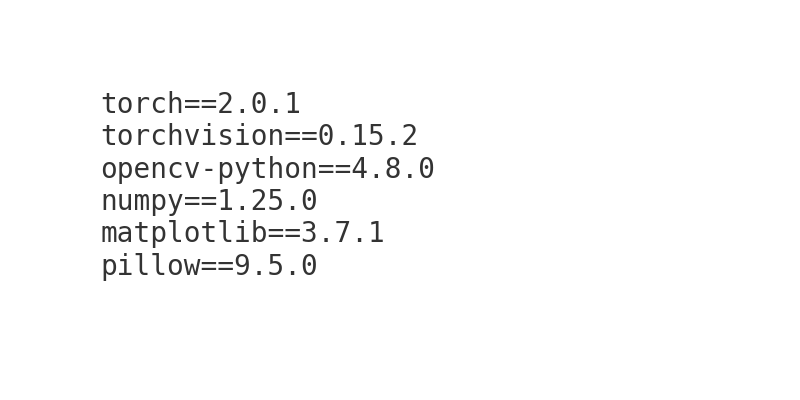 torch==2.0.1
torchvision==0.15.2
opencv-python==4.8.0
numpy==1.25.0
matplotlib==3.7.1
pillow==9.5.0